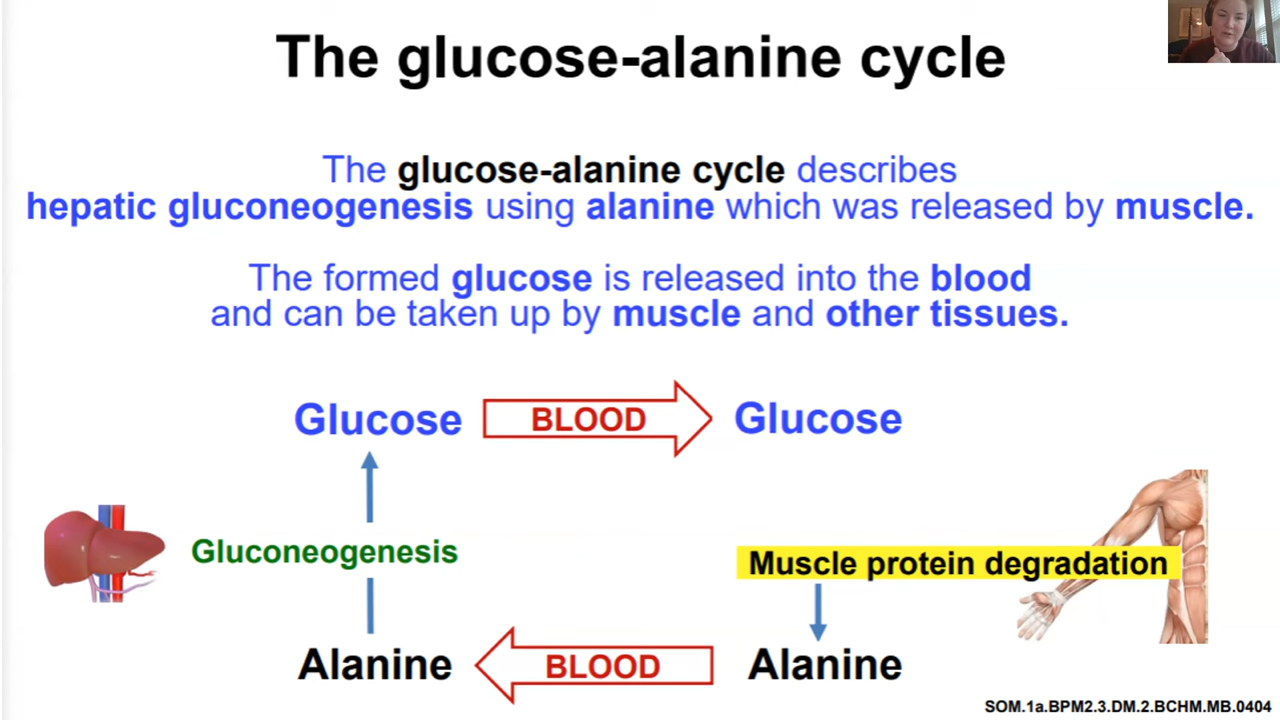 The glucose-alanine cycle
The glucose-alanine cycle describes
hepatic gluconeogenesis using alanine which was released by muscle.
The formed glucose is released into the blood
and can be taken up by muscle and other tissues.
Glucose BLOOD Glucose
Gluconeogenesis
Muscle protein degradation
Alanine BLOOD Alanine
SOM.1a.BPM2.3.DM.2.BCHM.MB.0404